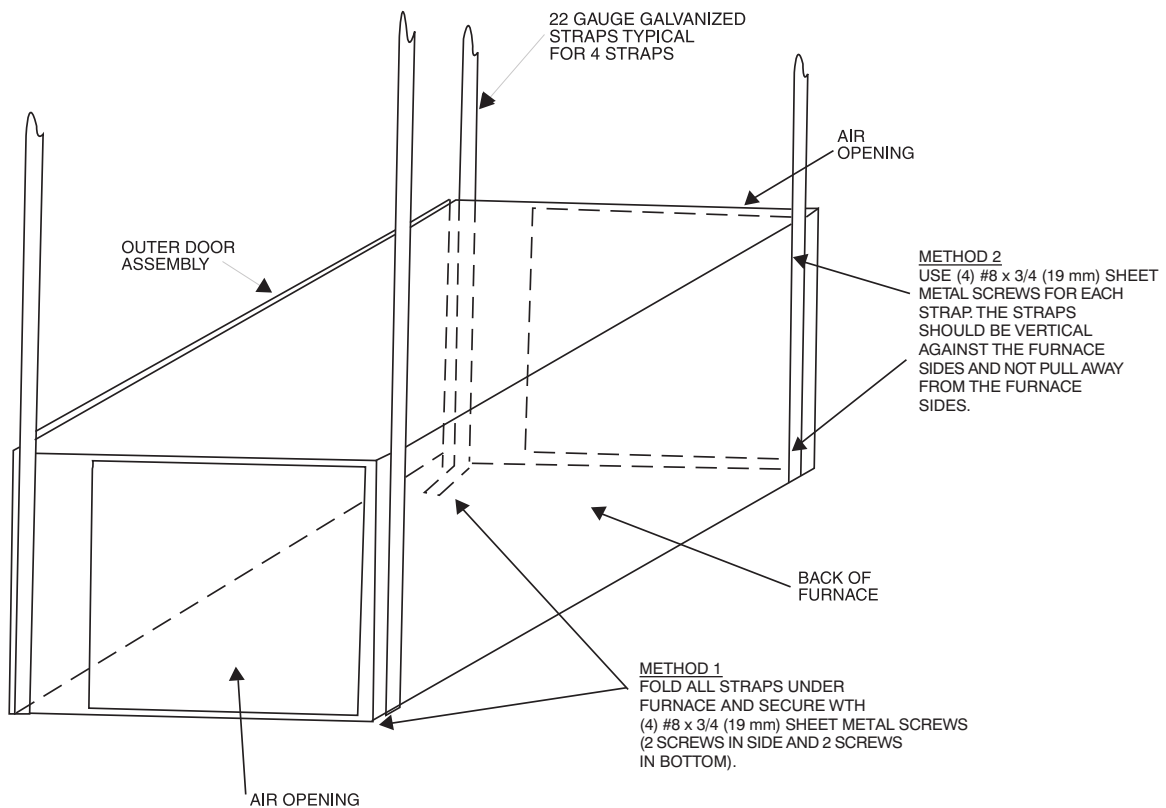 22 GAUGE GALVANIZED
STRAPS TYPICAL
FOR 4 STRAPS
AIR
OPENING
OUTER DOOR
ASSEMBLY
METHOD 2
USE (4) #8 x 3/4 (19 mm) SHEET
METAL SCREWS FOR EACH
STRAP. THE STRAPS
SHOULD BE VERTICAL
AGAINST THE FURNACE
SIDES AND NOT PULL AWAY
FROM THE FURNACE
SIDES.
BACK OF
FURNACE
METHOD 1
FOLD ALL STRAPS UNDER
FURNACE AND SECURE WTH
(4) #8 x 3/4 (19 mm) SHEET METAL SCREWS
(2 SCREWS IN SIDE AND 2 SCREWS
IN BOTTOM).
AIR OPENING